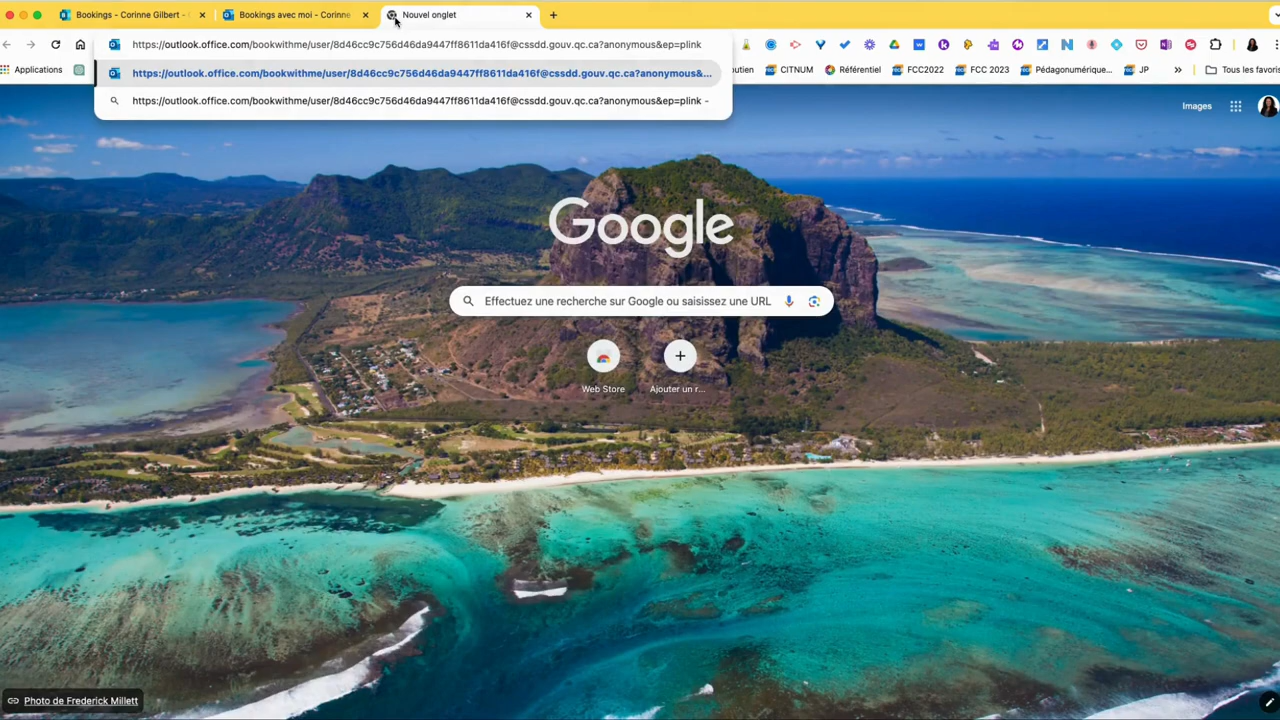 Bookings - Corinne Gilbert -
Bookings avec moi - Corinne
Nouvel onglet
https://outlook.office.com/bookwithme/user/8d46cc9c756d46da9447ff8611da416f@cssdd.gouv.qc.ca?anonymous&ep=plink
https://outlook.office.com/bookwithme/user/8d46cc9c756d46da9447ff8611da416f@cssdd.gouv.qc.ca?anonymous&...
https://outlook.office.com/bookwithme/user/8d46cc9c756d46da9447ff8611da416f@cssdd.gouv.qc.ca?anonymous&ep=plink -
Applications
outien
CITNUM
Référentiel
FCC2022
FCC 2023
Pédagonumérique...
JP
Tous les favoris
Images
Google
Effectuez une recherche sur Google ou saisissez une URL
Web Store
Ajouter un r...
Photo de Frederick Millett